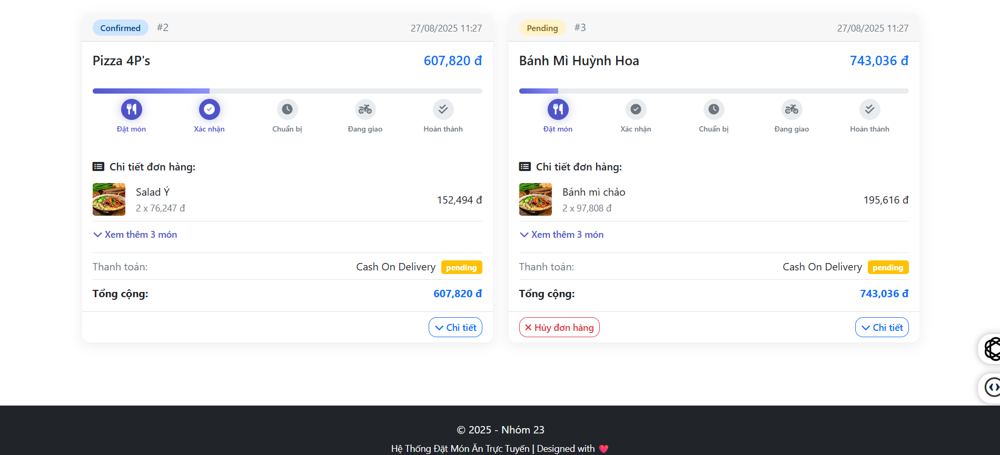 Confirmed #2 27/08/2025 11:27
Pizza 4P's 607,820 đ
Đặt món Xác nhận Chuẩn bị Đang giao Hoàn thành
Chi tiết đơn hàng:
Salad Ý
2 x 76,247 đ
152,494 đ
Xem thêm 3 món
Thanh toán: Cash On Delivery pending
Tổng cộng: 607,820 đ
Chi tiết
Pending #3 27/08/2025 11:27
Bánh Mì Huỳnh Hoa 743,036 đ
Đặt món Xác nhận Chuẩn bị Đang giao Hoàn thành
Chi tiết đơn hàng:
Bánh mì chảo
2 x 97,808 đ
195,616 đ
Xem thêm 3 món
Thanh toán: Cash On Delivery pending
Tổng cộng: 743,036 đ
Hủy đơn hàng Chi tiết
© 2025 - Nhóm 23
Hệ Thống Đặt Món Ăn Trực Tuyến | Designed with ❤️